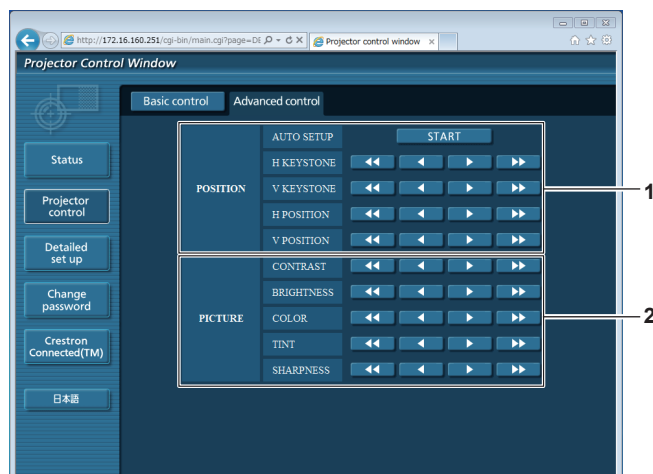 http://172.16.160.251/cgi-bin/main.cgi?page=DE
Projector control window
Projector Control Window
Basic control
Advanced control
Status
Projector
control
Detailed
set up
Change
password
Crestron
Connected(TM)
日本語
POSITION
AUTO SETUP
START
H KEYSTONE
V KEYSTONE
H POSITION
V POSITION
1
PICTURE
CONTRAST
BRIGHTNESS
COLOR
TINT
SHARPNESS
2